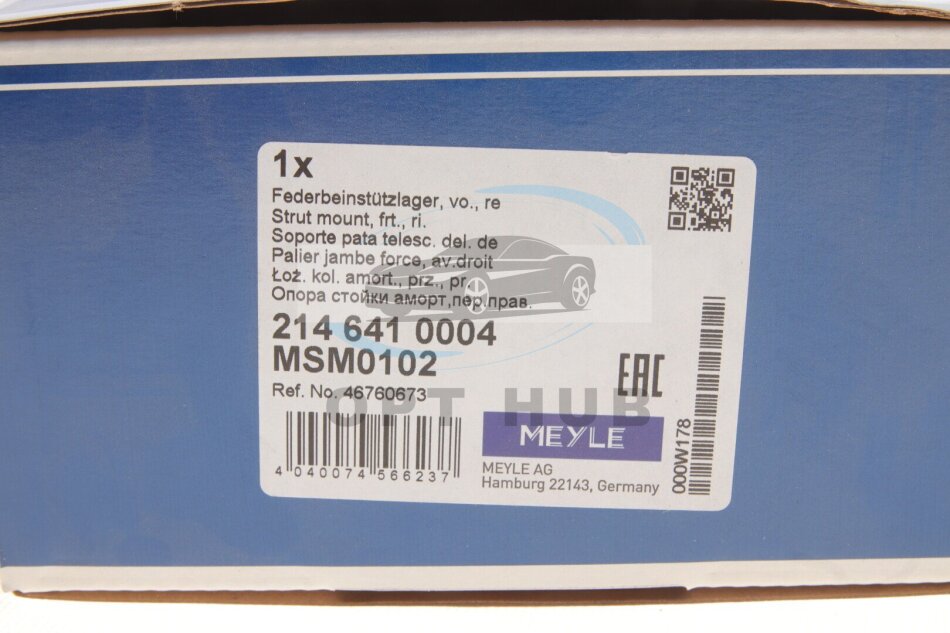 1x
Federbeinstützlager, vo., re
Strut mount, frt., ri.
Soporte pata telesc. del. de
Palier jambe force, av.droit
Łoż. kol. amort., prz., pr.
Опора стойки аморт,пер.прав.
214 641 0004
MSM0102
Ref. No. 46760673
OPT HUB
4 040074 566237
EAC
MEYLE
MEYLE AG
Hamburg 22143, Germany
000W178